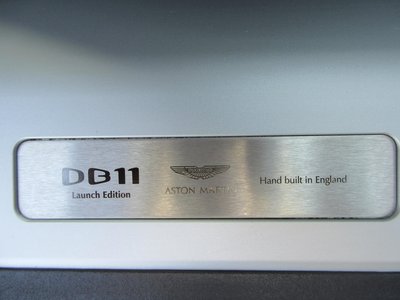 DB11
Launch Edition
ASTON MARTIN
Hand built in England